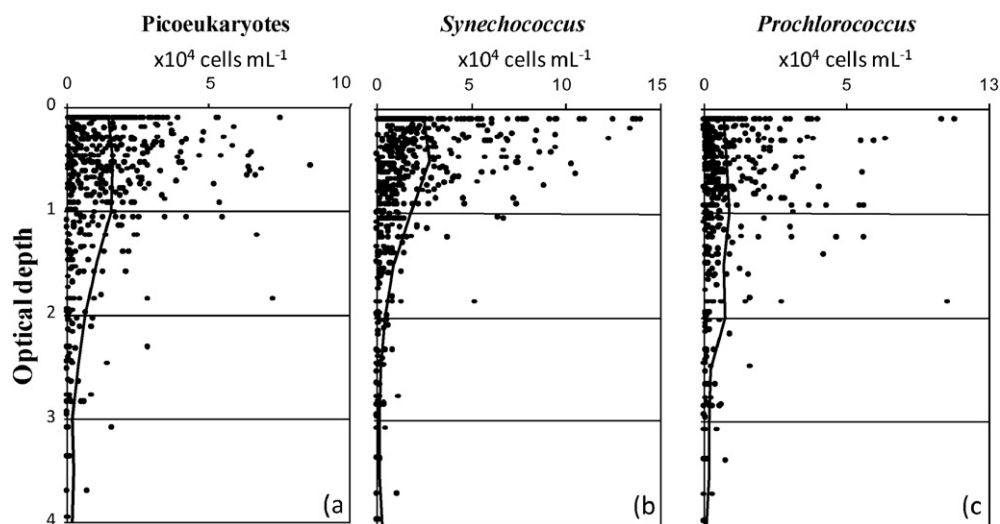 Picoeukaryotes
x10⁴ cells mL⁻¹
0 5 10
Synechococcus
x10⁴ cells mL⁻¹
0 5 10 15
Prochlorococcus
x10⁴ cells mL⁻¹
0 5 13
Optical depth
0
1
2
3
4
(a
(b
(c